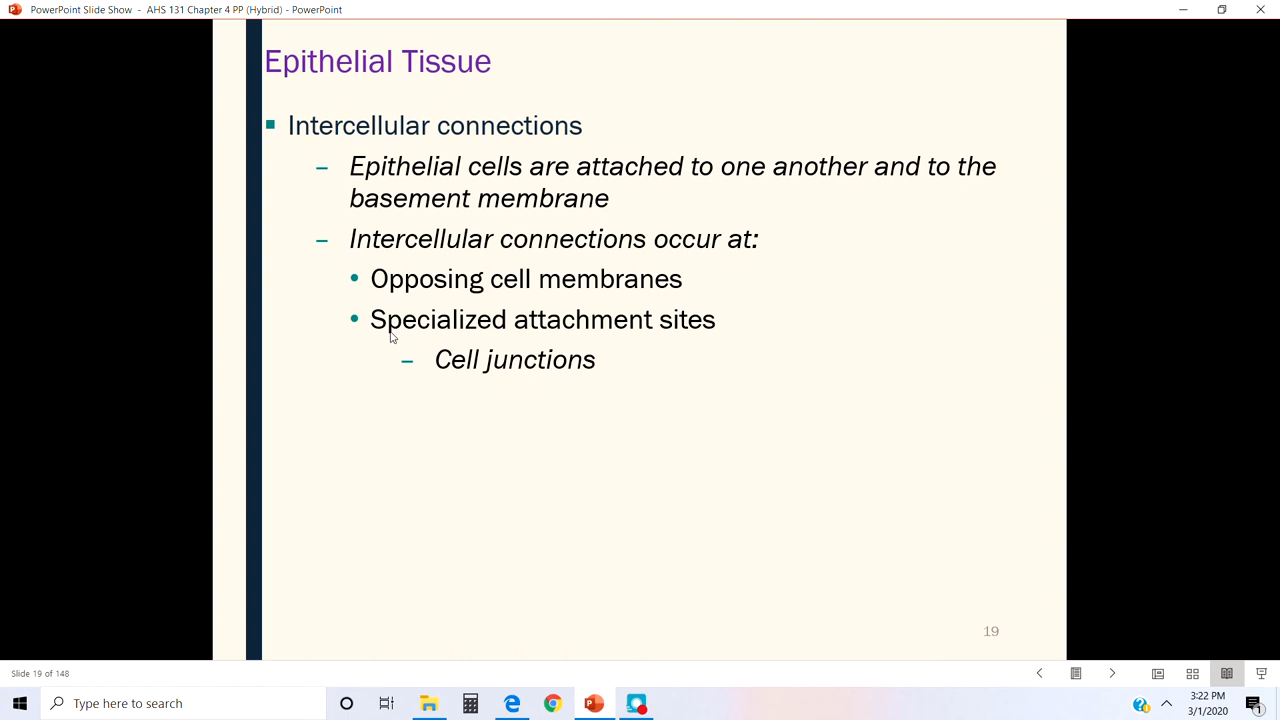 PowerPoint Slide Show - AHS 131 Chapter 4 PP (Hybrid) - PowerPoint
Epithelial Tissue
Intercellular connections
– Epithelial cells are attached to one another and to the
basement membrane
– Intercellular connections occur at:
• Opposing cell membranes
• Specialized attachment sites
– Cell junctions
19
Slide 19 of 148
Type here to search
3:22 PM
3/1/2020
1